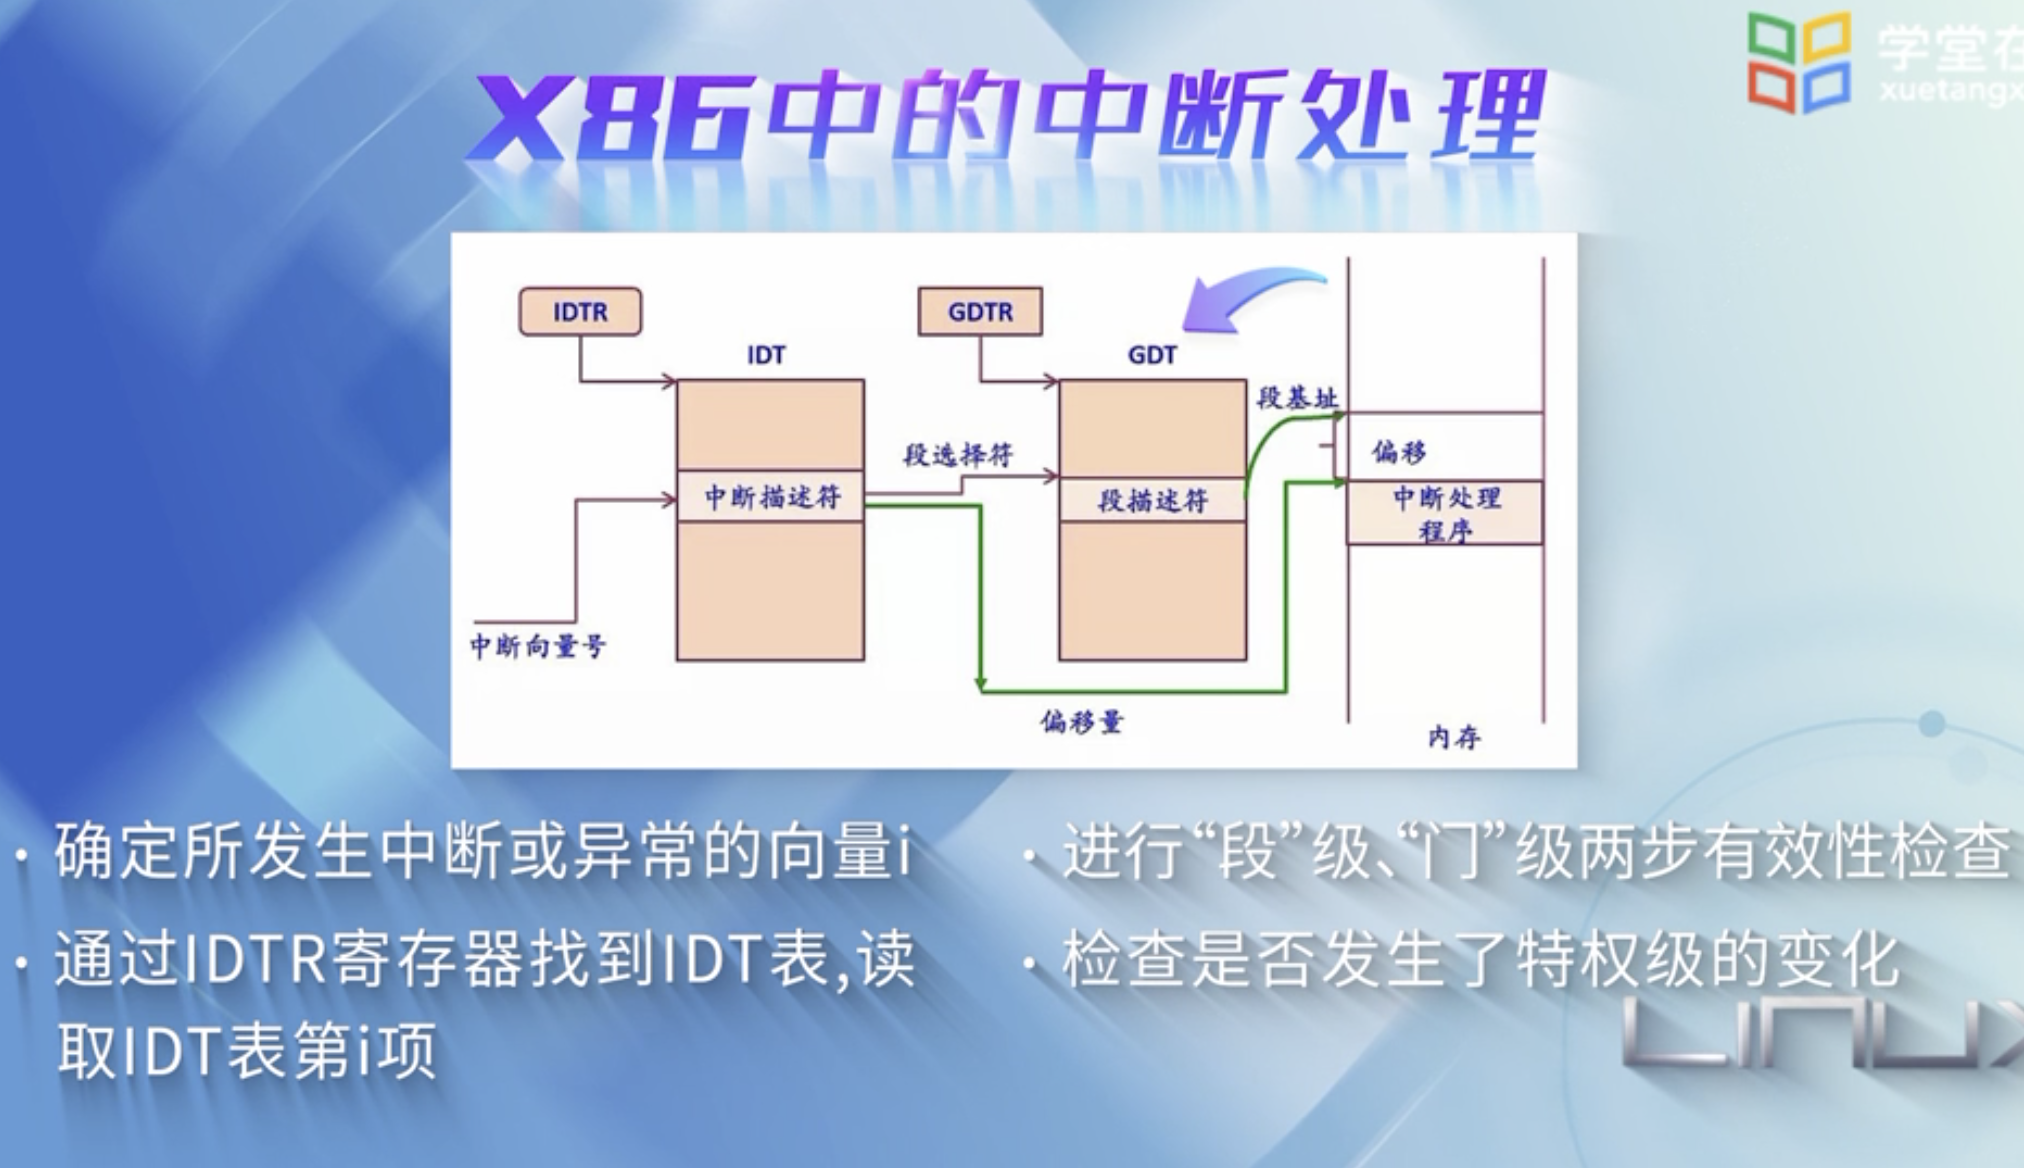 学堂在
xuetangx
X86中的中断处理
IDTR
GDTR
IDT
GDT
段基址
段选择符
偏移
中断描述符
段描述符
中断处理
程序
中断向量号
偏移量
内存
·确定所发生中断或异常的向量i
·通过IDTR寄存器找到IDT表,读
取IDT表第i项
·进行“段”级、“门”级两步有效性检查
·检查是否发生了特权级的变化
LINUX